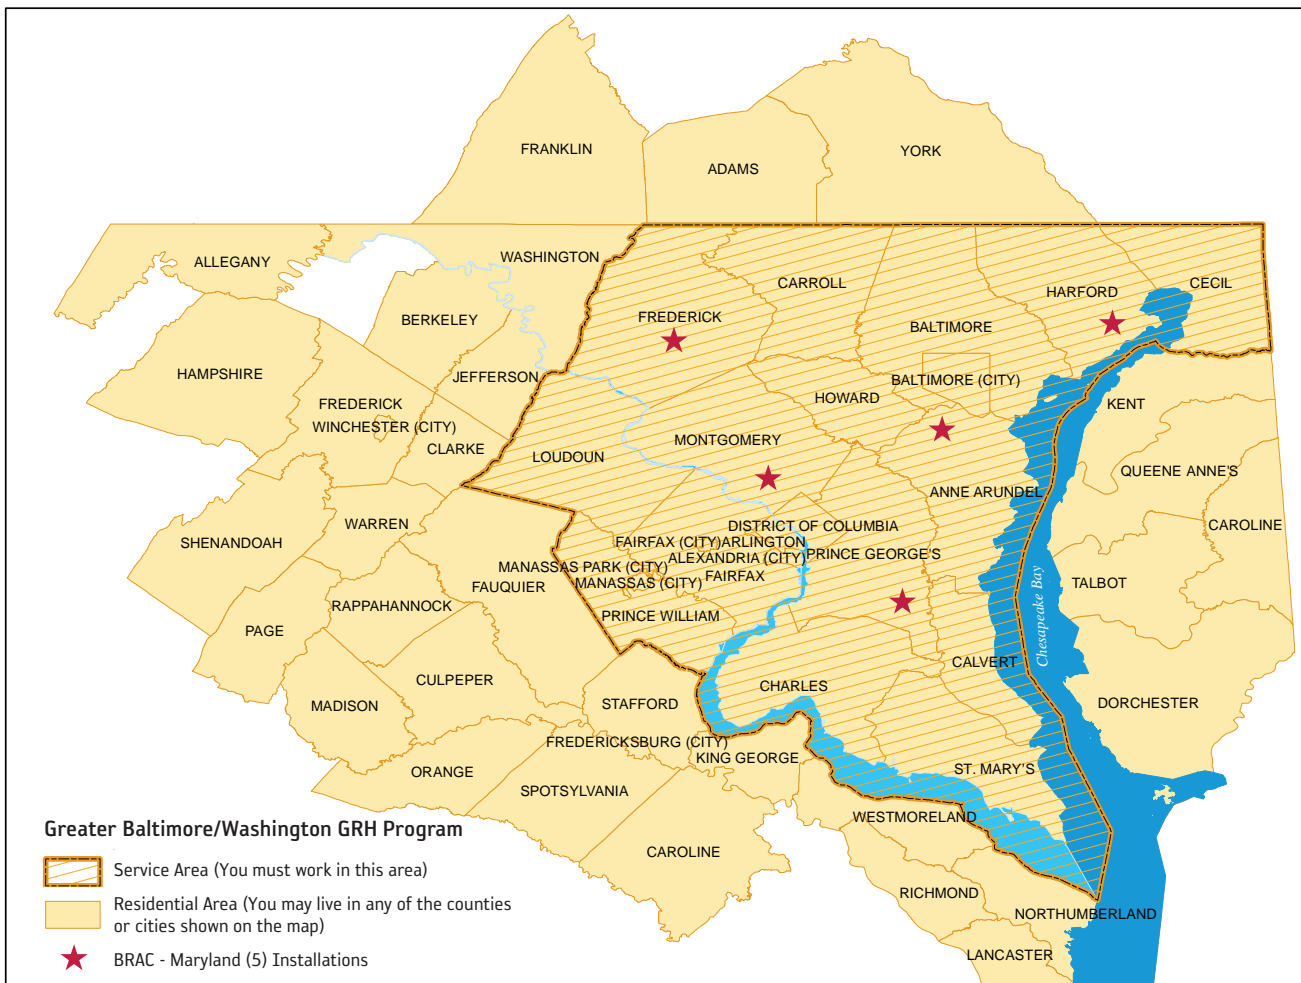 FRANKLIN
ADAMS
YORK
ALLEGANY
WASHINGTON
CARROLL
HARFORD
CECIL
BERKELEY
FREDERICK
BALTIMORE
HAMPSHIRE
JEFFERSON
BALTIMORE (CITY)
FREDERICK
WINCHESTER (CITY)
HOWARD
KENT
CLARKE
LOUDOUN
MONTGOMERY
QUEENE ANNE'S
ANNE ARUNDEL
WARREN
DISTRICT OF COLUMBIA
CAROLINE
SHENANDOAH
FAIRFAX (CITY)
ARLINGTON
ALEXANDRIA (CITY)
PRINCE GEORGE'S
MANASSAS PARK (CITY)
FAIRFAX
MANASSAS (CITY)
FAUQUIER
TALBOT
RAPPAHANNOCK
PRINCE WILLIAM
Chesapeake Bay
PAGE
CALVERT
CULPEPER
CHARLES
MADISON
STAFFORD
DORCHESTER
FREDERICKSBURG (CITY)
KING GEORGE
ORANGE
ST. MARY'S
SPOTSYLVANIA
WESTMORELAND
CAROLINE
RICHMOND
NORTHUMBERLAND
LANCASTER
Greater Baltimore/Washington GRH Program
Service Area (You must work in this area)
Residential Area (You may live in any of the counties
or cities shown on the map)
BRAC - Maryland (5) Installations